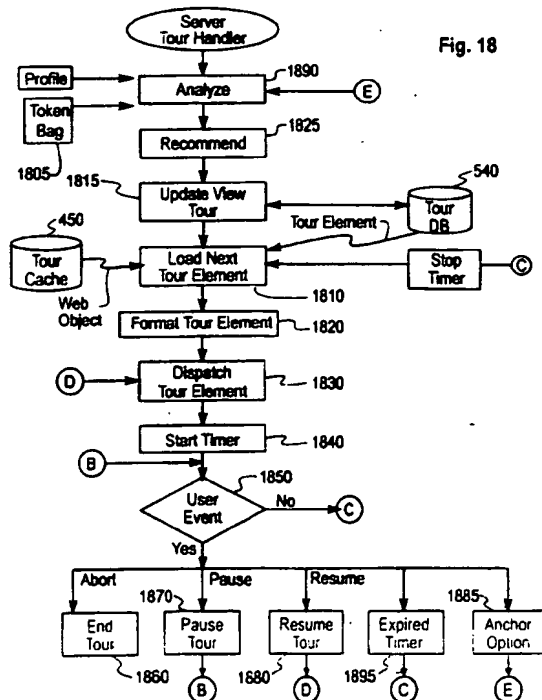 Server
Tour Handler
Fig. 18
Profile
1890
Analyze
E
Token
Bag
1825
Recommend
1805
1815
Update View
Tour
540
Tour
DB
Tour Element
450
Tour
Cache
Load Next
Tour Element
Stop
Timer
C
Web
Object
1810
Format Tour Element
1820
D
Dispatch
Tour Element
1830
Start Timer
1840
B
1850
User
Event
No
C
Yes
Abort
Pause
Resume
1870
1885
End
Tour
Pause
Tour
Resume
Tour
Expired
Timer
Anchor
Option
1860
1680
1895
B
D
C
E